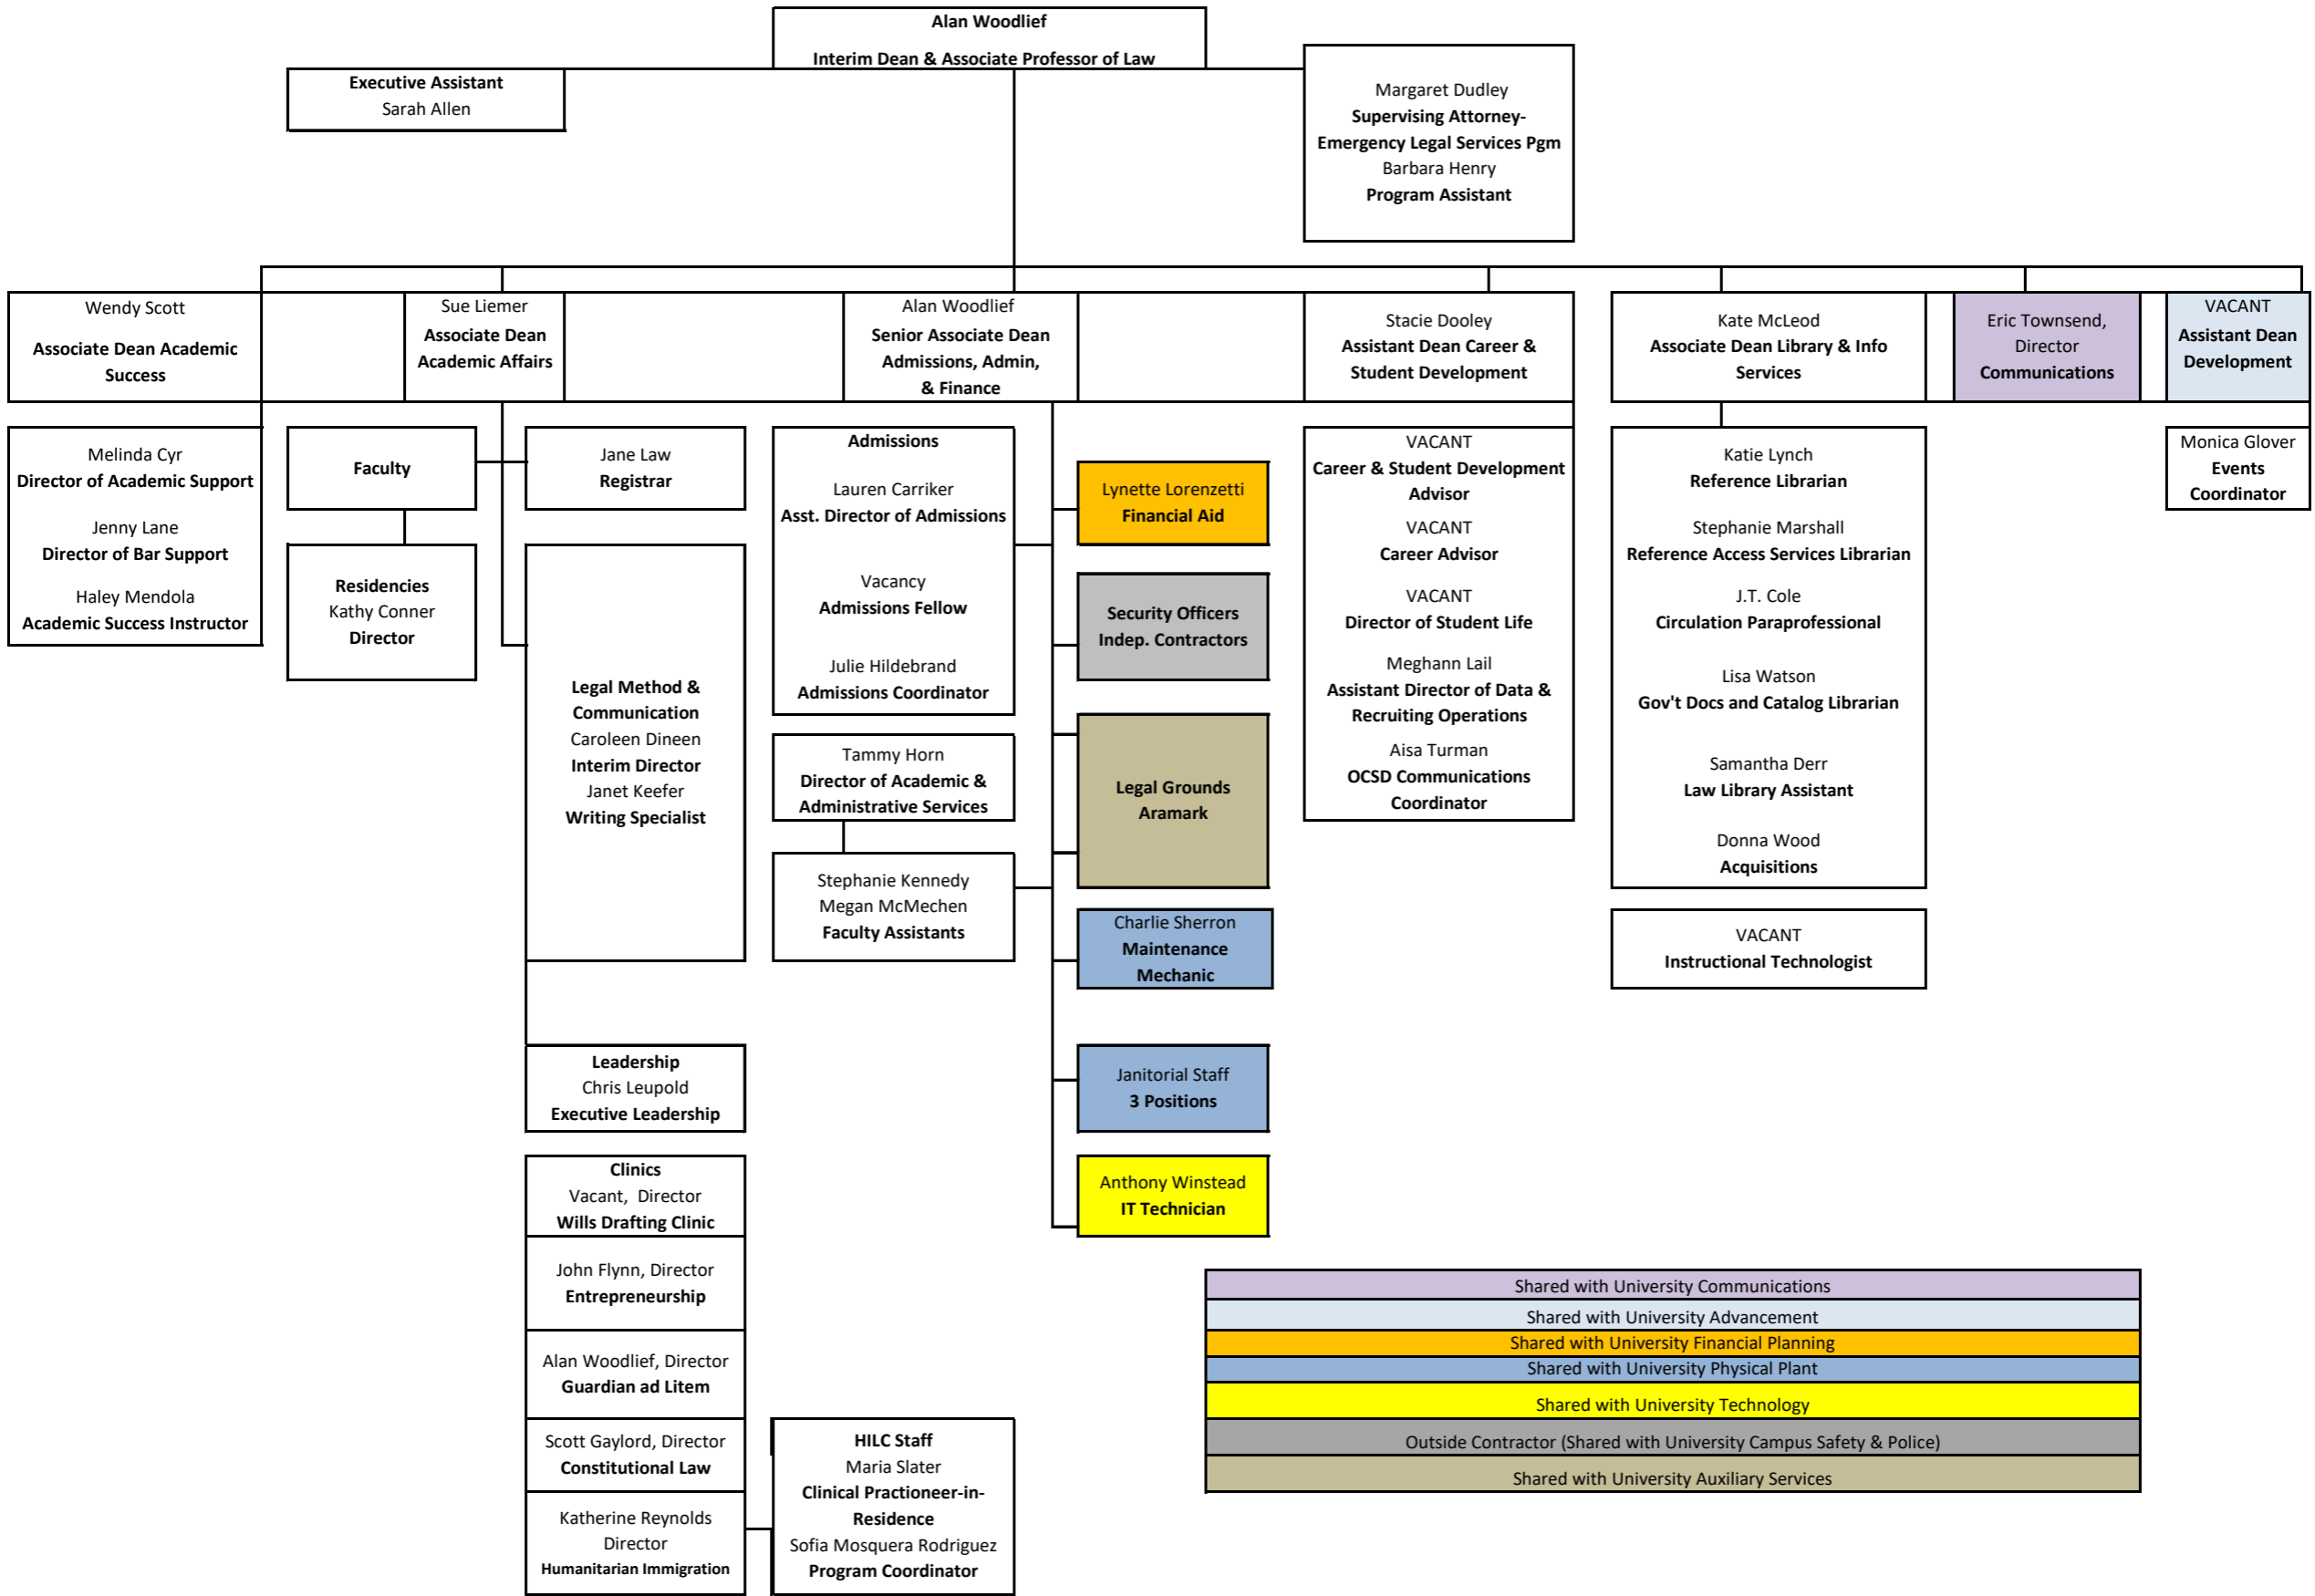 Alan Woodlief
Interim Dean & Associate Professor of Law
Executive Assistant
Sarah Allen
Margaret Dudley
Supervising Attorney-
Emergency Legal Services Pgm
Barbara Henry
Program Assistant
Wendy Scott
Associate Dean Academic
Success
Sue Liemer
Associate Dean
Academic Affairs
Alan Woodlief
Senior Associate Dean
Admissions, Admin,
& Finance
Stacie Dooley
Assistant Dean Career &
Student Development
Kate McLeod
Associate Dean Library & Info
Services
Eric Townsend,
Director
Communications
VACANT
Assistant Dean
Development
Melinda Cyr
Director of Academic Support
Jenny Lane
Director of Bar Support
Haley Mendola
Academic Success Instructor
Faculty
Residencies
Kathy Conner
Director
Jane Law
Registrar
Legal Method &
Communication
Caroleen Dineen
Interim Director
Janet Keefer
Writing Specialist
Leadership
Chris Leupold
Executive Leadership
Clinics
Vacant, Director
Wills Drafting Clinic
John Flynn, Director
Entrepreneurship
Alan Woodlief, Director
Guardian ad Litem
Scott Gaylord, Director
Constitutional Law
Katherine Reynolds
Director
Humanitarian Immigration
HILC Staff
Maria Slater
Clinical Practioneer-in-
Residence
Sofia Mosquera Rodriguez
Program Coordinator
Admissions
Lauren Carriker
Asst. Director of Admissions
Vacancy
Admissions Fellow
Julie Hildebrand
Admissions Coordinator
Tammy Horn
Director of Academic &
Administrative Services
Stephanie Kennedy
Megan McMechen
Faculty Assistants
Lynette Lorenzetti
Financial Aid
Security Officers
Indep. Contractors
Legal Grounds
Aramark
Charlie Sherron
Maintenance
Mechanic
Janitorial Staff
3 Positions
Anthony Winstead
IT Technician
VACANT
Career & Student Development
Advisor
VACANT
Career Advisor
VACANT
Director of Student Life
Meghann Lail
Assistant Director of Data &
Recruiting Operations
Aisa Turman
OCSD Communications
Coordinator
Katie Lynch
Reference Librarian
Stephanie Marshall
Reference Access Services Librarian
J.T. Cole
Circulation Paraprofessional
Lisa Watson
Gov't Docs and Catalog Librarian
Samantha Derr
Law Library Assistant
Donna Wood
Acquisitions
VACANT
Instructional Technologist
Monica Glover
Events
Coordinator
Shared with University Communications
Shared with University Advancement
Shared with University Financial Planning
Shared with University Physical Plant
Shared with University Technology
Outside Contractor (Shared with University Campus Safety & Police)
Shared with University Auxiliary Services